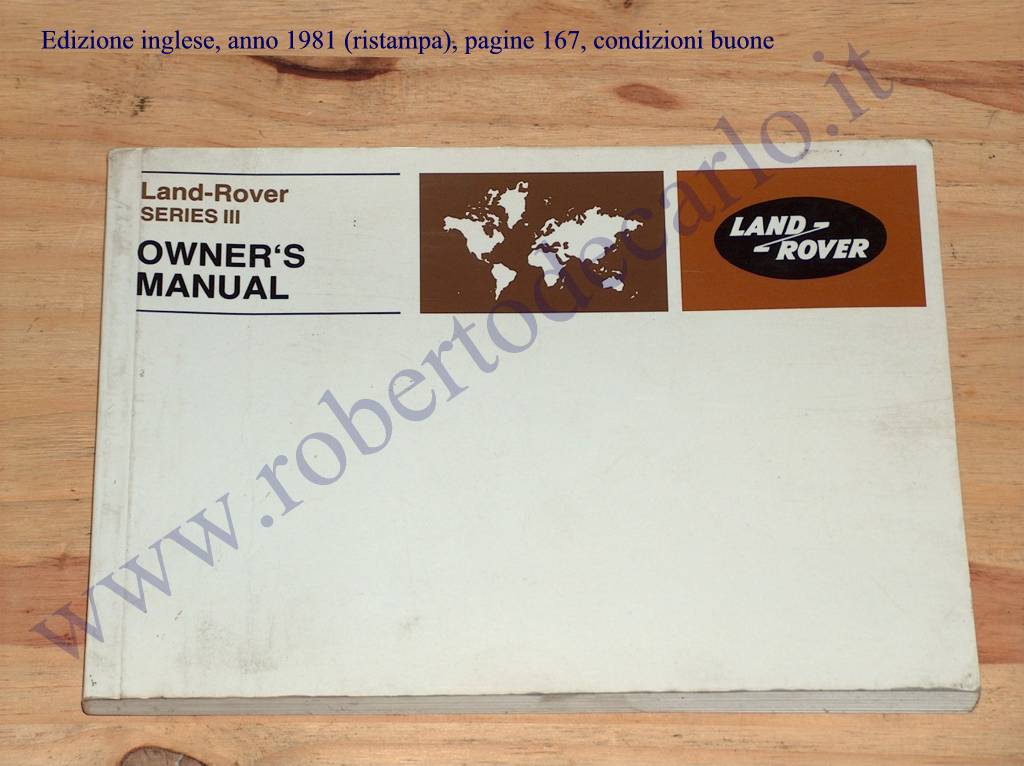 Edizione inglese, anno 1981 (ristampa), pagine 167, condizioni buone
Land-Rover
SERIES III
OWNER‘S
MANUAL
LAND
ROVER
www.robertodecarlo.it